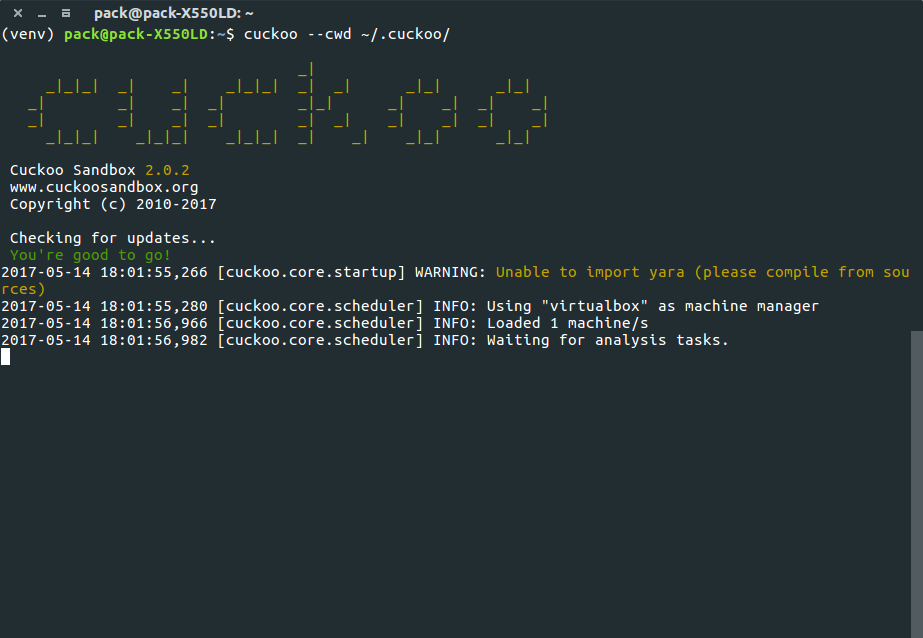 pack@pack-X550LD: ~
(venv) pack@pack-X550LD:~$ cuckoo --cwd ~/.cuckoo/
                                 _|
     _|_|_|  _|    _|    _|_|_|  _|  _|      _|_|      _|_|
   _|        _|    _|  _|        _|_|      _|    _|  _|    _|
   _|        _|    _|  _|        _|  _|    _|    _|  _|    _|
     _|_|_|    _|_|_|    _|_|_|  _|    _|    _|_|      _|_|
Cuckoo Sandbox 2.0.2
www.cuckoosandbox.org
Copyright (c) 2010-2017
Checking for updates...
You're good to go!
2017-05-14 18:01:55,266 [cuckoo.core.startup] WARNING: Unable to import yara (please compile from sou
rces)
2017-05-14 18:01:55,280 [cuckoo.core.scheduler] INFO: Using "virtualbox" as machine manager
2017-05-14 18:01:56,966 [cuckoo.core.scheduler] INFO: Loaded 1 machine/s
2017-05-14 18:01:56,982 [cuckoo.core.scheduler] INFO: Waiting for analysis tasks.